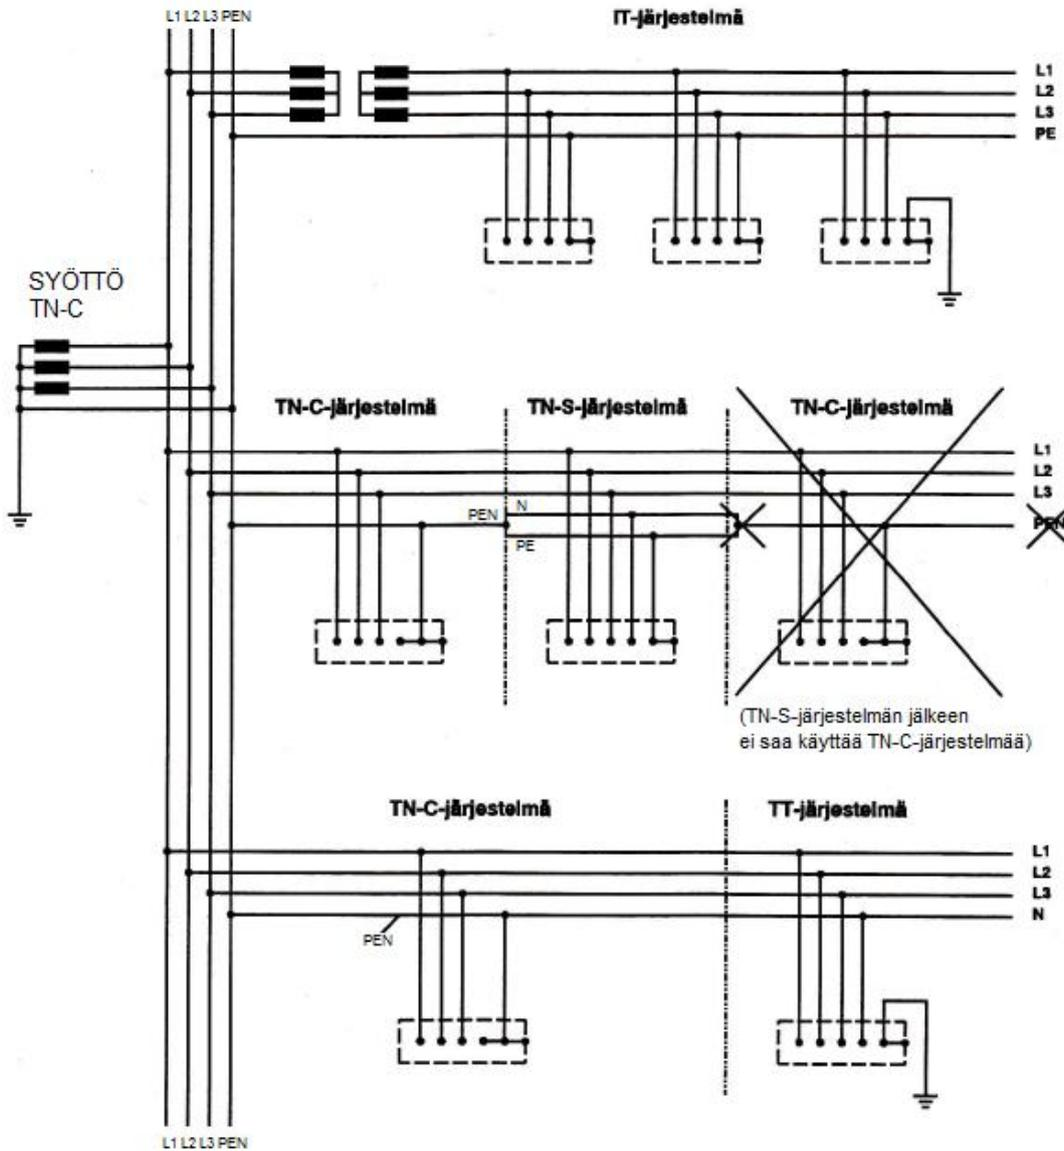 L1 L2 L3 PEN
IT-järjestelmä
L1
L2
L3
PE
SYÖTTÖ
TN-C
TN-C-järjestelmä
TN-S-järjestelmä
TN-C-järjestelmä
L1
L2
L3
PEN
N
PEN
PE
(TN-S-järjestelmän jälkeen
ei saa käyttää TN-C-järjestelmää)
TN-C-järjestelmä
TT-järjestelmä
L1
L2
L3
N
PEN
L1 L2 L3 PEN